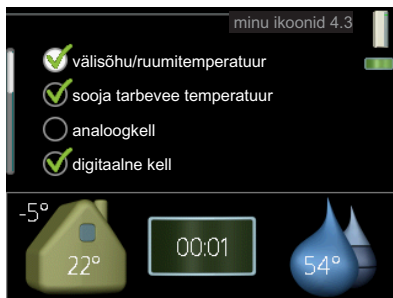 minu ikoonid 4.3
välisõhu/ruumitemperatuur
sooja tarbevee temperatuur
analoogkell
digitaalne kell
-5°
22°
00:01
54°